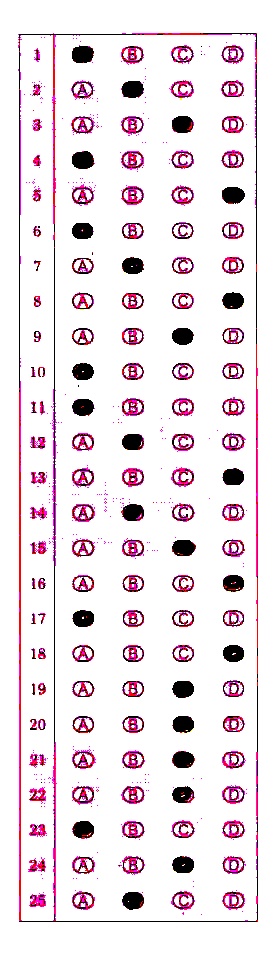 1 B C D
2 A C D
3 A B D
4 B C D
5 A B C
6 B C D
7 A C D
8 A B C
9 A B D
10 B C D
11 B C D
12 A C D
13 A B C
14 A C D
15 A B D
16 A B C
17 B C D
18 A B C
19 A B D
20 A B D
21 A B D
22 A B D
23 B C D
24 A B D
25 A C D